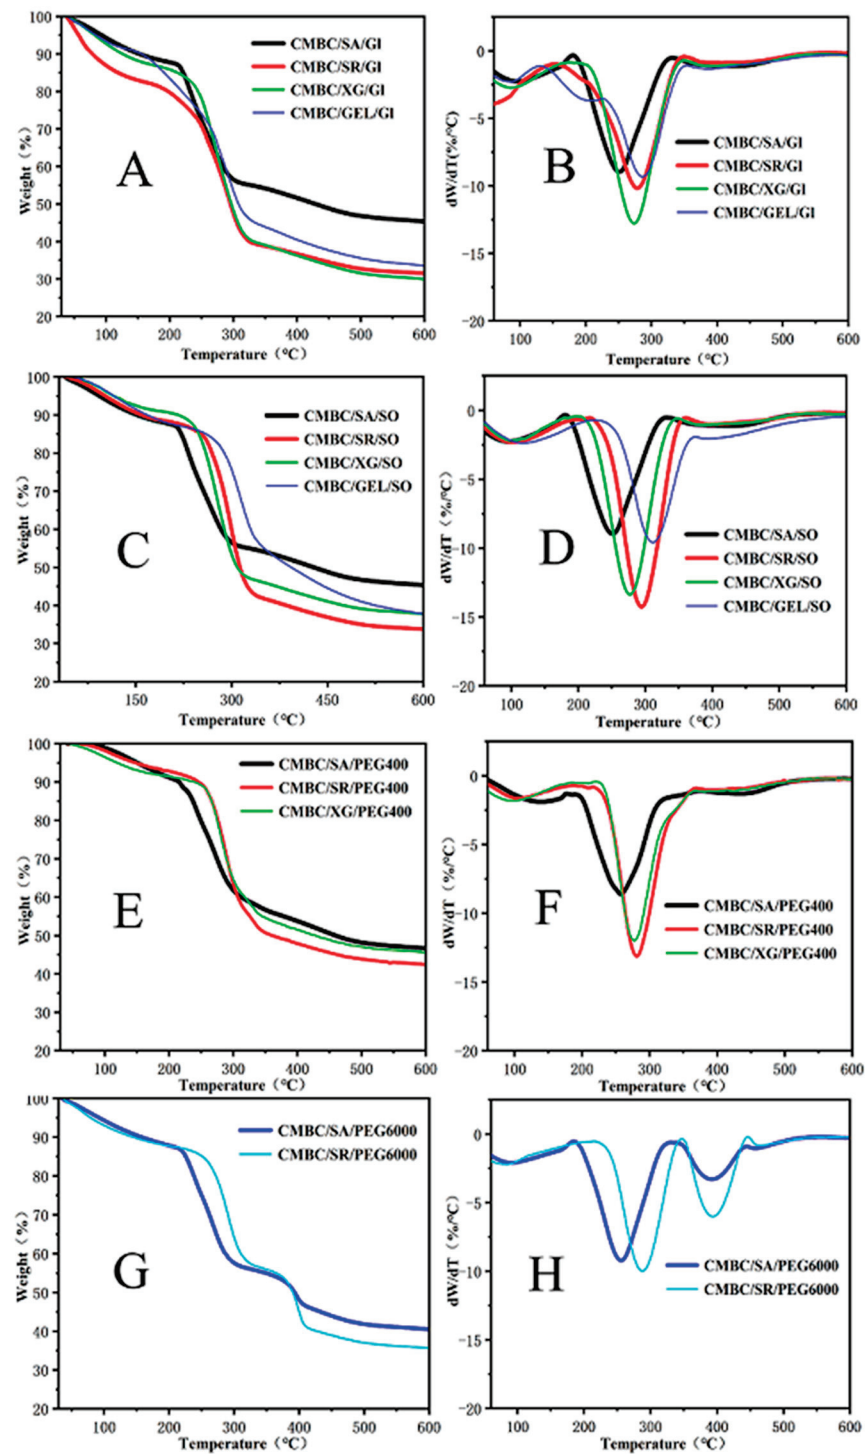 100
90
80
70
60
50
40
30
20
Weight (%)
A
CMBC/SA/Gl
CMBC/SR/Gl
CMBC/XG/Gl
CMBC/GEL/Gl
100 200 300 400 500 600
Temperature (℃)
0
-5
-10
-15
-20
dW/dT(%/℃)
B
CMBC/SA/Gl
CMBC/SR/Gl
CMBC/XG/Gl
CMBC/GEL/Gl
100 200 300 400 500 600
Temperature (℃)
100
90
80
70
60
50
40
30
20
Weight (%)
C
CMBC/SA/SO
CMBC/SR/SO
CMBC/XG/SO
CMBC/GEL/SO
150 300 450 600
Temperature (℃)
0
-5
-10
-15
-20
dW/dT (%/℃)
D
CMBC/SA/SO
CMBC/SR/SO
CMBC/XG/SO
CMBC/GEL/SO
100 200 300 400 500 600
Temperature (℃)
100
90
80
70
60
50
40
30
20
Weight (%)
E
CMBC/SA/PEG400
CMBC/SR/PEG400
CMBC/XG/PEG400
100 200 300 400 500 600
Temperature (℃)
0
-5
-10
-15
-20
dW/dT (%/℃)
F
CMBC/SA/PEG400
CMBC/SR/PEG400
CMBC/XG/PEG400
100 200 300 400 500 600
Temperature (℃)
100
90
80
70
60
50
40
30
20
Weight (%)
G
CMBC/SA/PEG6000
CMBC/SR/PEG6000
100 200 300 400 500 600
Temperature (℃)
0
-5
-10
-15
-20
dW/dT (%/℃)
H
CMBC/SA/PEG6000
CMBC/SR/PEG6000
100 200 300 400 500 600
Temperature (℃)